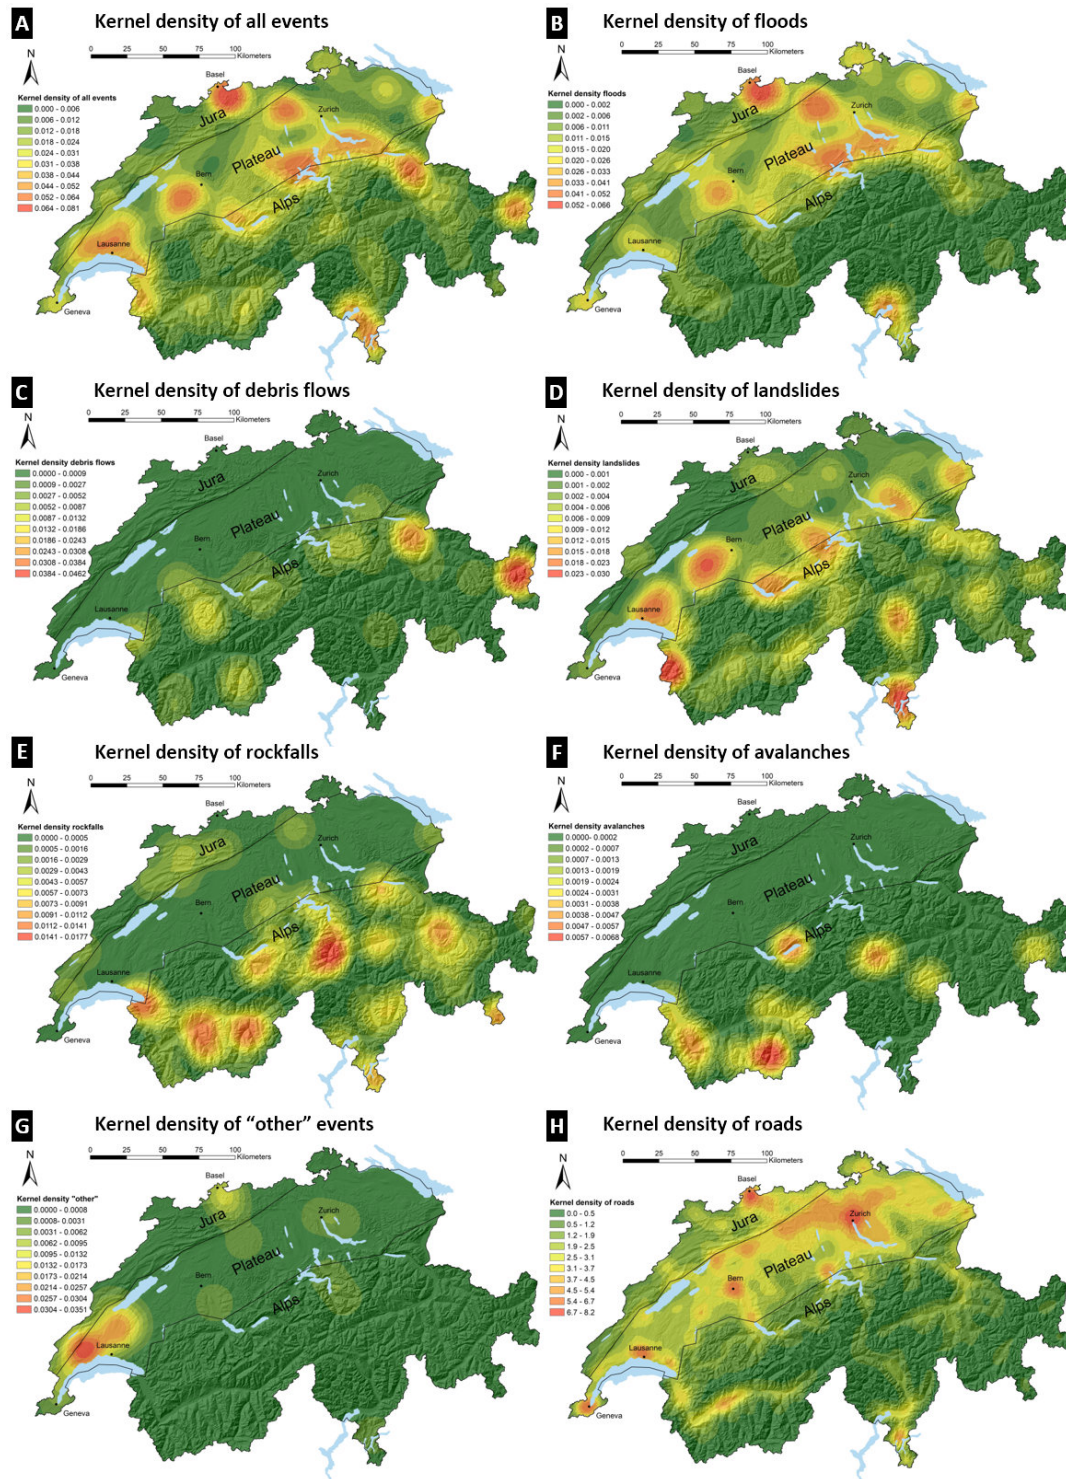 A Kernel density of all events
N
0 25 50 75 100
Kilometers
Basel
Kernel density of all events
0.000 - 0.006
0.006 - 0.012
0.012 - 0.018
0.018 - 0.024
0.024 - 0.031
0.031 - 0.038
0.038 - 0.044
0.044 - 0.052
0.052 - 0.064
0.064 - 0.081
Jura
Zurich
Plateau
Bern
Alps
Lausanne
Geneva
B Kernel density of floods
N
0 25 50 75 100
Kilometers
Basel
Kernel density floods
0.000 - 0.002
0.002 - 0.006
0.006 - 0.011
0.011 - 0.015
0.015 - 0.020
0.020 - 0.026
0.026 - 0.033
0.033 - 0.041
0.041 - 0.052
0.052 - 0.066
Jura
Zurich
Plateau
Bern
Alps
Lausanne
Geneva
C Kernel density of debris flows
N
0 25 50 75 100
Kilometers
Basel
Kernel density debris flows
0.0000 - 0.0009
0.0009 - 0.0027
0.0027 - 0.0052
0.0052 - 0.0087
0.0087 - 0.0132
0.0132 - 0.0186
0.0186 - 0.0243
0.0243 - 0.0308
0.0308 - 0.0384
0.0384 - 0.0462
Jura
Zurich
Plateau
Bern
Alps
Lausanne
Geneva
D Kernel density of landslides
N
0 25 50 75 100
Kilometers
Basel
Kernel density landslides
0.000 - 0.001
0.001 - 0.002
0.002 - 0.004
0.004 - 0.006
0.006 - 0.009
0.009 - 0.012
0.012 - 0.015
0.015 - 0.018
0.018 - 0.023
0.023 - 0.030
Jura
Zurich
Plateau
Bern
Alps
Lausanne
Geneva
E Kernel density of rockfalls
N
0 25 50 75 100
Kilometers
Basel
Kernel density rockfalls
0.0000 - 0.0005
0.0005 - 0.0016
0.0016 - 0.0029
0.0029 - 0.0043
0.0043 - 0.0057
0.0057 - 0.0073
0.0073 - 0.0091
0.0091 - 0.0112
0.0112 - 0.0141
0.0141 - 0.0177
Jura
Zurich
Plateau
Bern
Alps
Lausanne
Geneva
F Kernel density of avalanches
N
0 25 50 75 100
Kilometers
Basel
Kernel density avalanches
0.0000- 0.0002
0.0002 - 0.0007
0.0007 - 0.0013
0.0013 - 0.0019
0.0019 - 0.0024
0.0024 - 0.0031
0.0031 - 0.0038
0.0038 - 0.0047
0.0047 - 0.0057
0.0057 - 0.0068
Jura
Zurich
Plateau
Bern
Alps
Lausanne
Geneva
G Kernel density of “other” events
N
0 25 50 75 100
Kilometers
Basel
Kernel density "other"
0.0000 - 0.0008
0.0008- 0.0031
0.0031 - 0.0062
0.0062 - 0.0095
0.0095 - 0.0132
0.0132 - 0.0173
0.0173 - 0.0214
0.0214 - 0.0257
0.0257 - 0.0304
0.0304 - 0.0351
Jura
Zurich
Plateau
Bern
Alps
Lausanne
Geneva
H Kernel density of roads
N
0 25 50 75 100
Kilometers
Basel
Kernel density of roads
0.0 - 0.5
0.5 - 1.2
1.2 - 1.9
1.9 - 2.5
2.5 - 3.1
3.1 - 3.7
3.7 - 4.5
4.5 - 5.4
5.4 - 6.7
6.7 - 8.2
Jura
Zurich
Plateau
Bern
Alps
Lausanne
Geneva